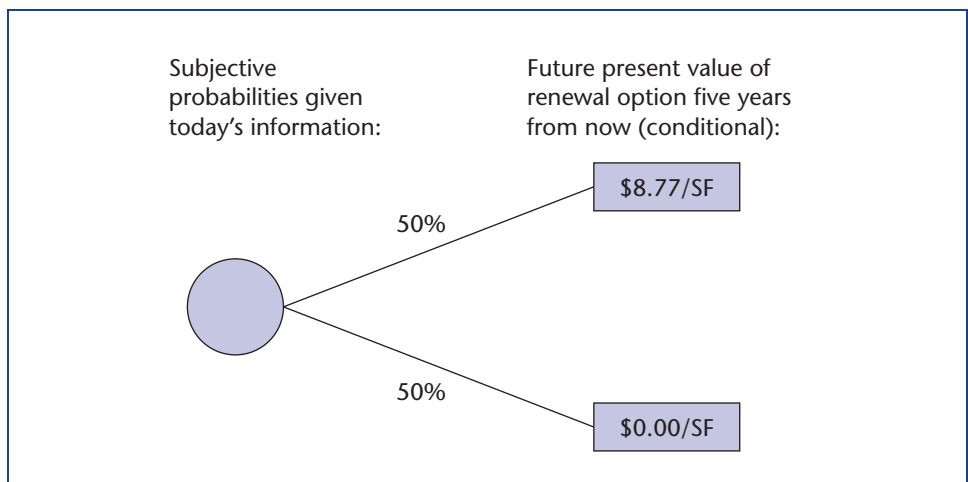 Subjective
probabilities given
today's information:
Future present value of
renewal option five years
from now (conditional):
$8.77/SF
50%
50%
$0.00/SF